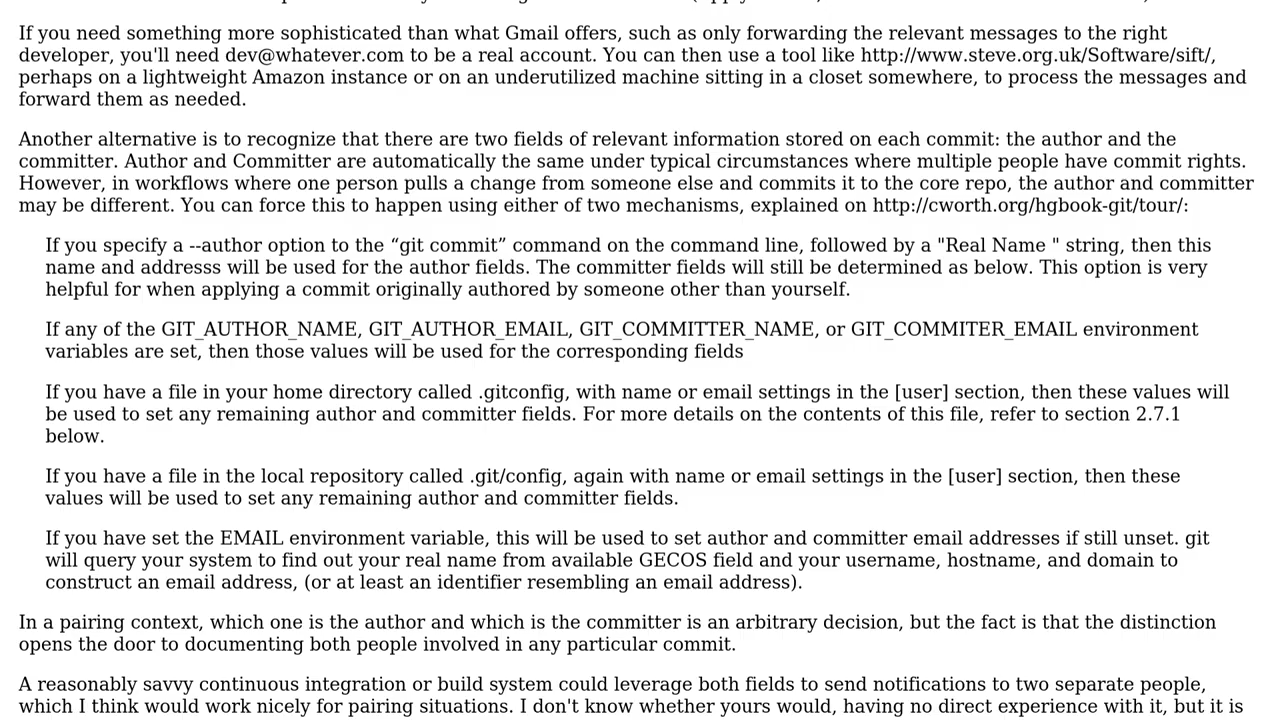 If you need something more sophisticated than what Gmail offers, such as only forwarding the relevant messages to the right
developer, you'll need dev@whatever.com to be a real account. You can then use a tool like http://www.steve.org.uk/Software/sift/,
perhaps on a lightweight Amazon instance or on an underutilized machine sitting in a closet somewhere, to process the messages and
forward them as needed.
Another alternative is to recognize that there are two fields of relevant information stored on each commit: the author and the
committer. Author and Committer are automatically the same under typical circumstances where multiple people have commit rights.
However, in workflows where one person pulls a change from someone else and commits it to the core repo, the author and committer
may be different. You can force this to happen using either of two mechanisms, explained on http://cworth.org/hgbook-git/tour/:
If you specify a --author option to the “git commit” command on the command line, followed by a "Real Name " string, then this
name and addresss will be used for the author fields. The committer fields will still be determined as below. This option is very
helpful for when applying a commit originally authored by someone other than yourself.
If any of the GIT_AUTHOR_NAME, GIT_AUTHOR_EMAIL, GIT_COMMITTER_NAME, or GIT_COMMITER_EMAIL environment
variables are set, then those values will be used for the corresponding fields
If you have a file in your home directory called .gitconfig, with name or email settings in the [user] section, then these values will
be used to set any remaining author and committer fields. For more details on the contents of this file, refer to section 2.7.1
below.
If you have a file in the local repository called .git/config, again with name or email settings in the [user] section, then these
values will be used to set any remaining author and committer fields.
If you have set the EMAIL environment variable, this will be used to set author and committer email addresses if still unset. git
will query your system to find out your real name from available GECOS field and your username, hostname, and domain to
construct an email address, (or at least an identifier resembling an email address).
In a pairing context, which one is the author and which is the committer is an arbitrary decision, but the fact is that the distinction
opens the door to documenting both people involved in any particular commit.
A reasonably savvy continuous integration or build system could leverage both fields to send notifications to two separate people,
which I think would work nicely for pairing situations. I don't know whether yours would, having no direct experience with it, but it is